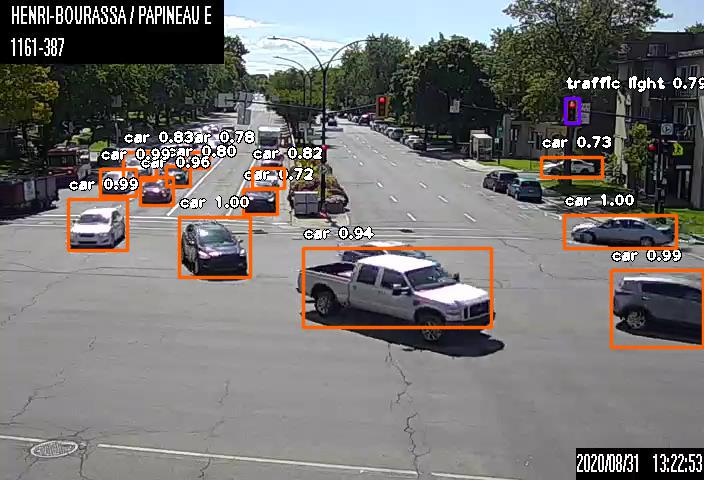 HENRI-BOURASSA / PAPINEAU E
1161-387
traffic light 0.79
car 0.83
car 0.78
car 0.73
car 0.99
car 0.80
car 0.82
car 0.96
car 0.72
car 0.99
car 1.00
car 1.00
car 0.94
car 0.99
2020/08/31 13:22:53